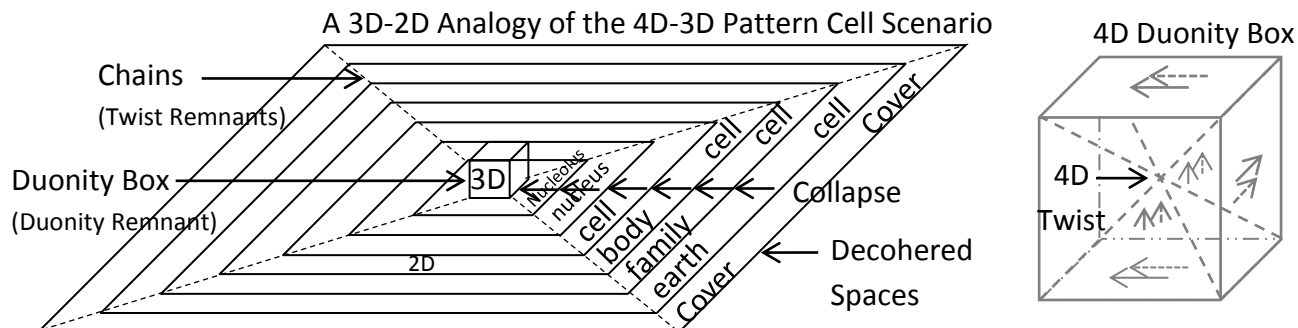 A 3D-2D Analogy of the 4D-3D Pattern Cell Scenario
Chains
(Twist Remnants)
Duonity Box
(Duonity Remnant)
3D
2D
Nucleolus
nucleus
cell
body cell
family cell
earth cell
Cover
Cover
Collapse
Decohered
Spaces
4D Duonity Box
4D
Twist